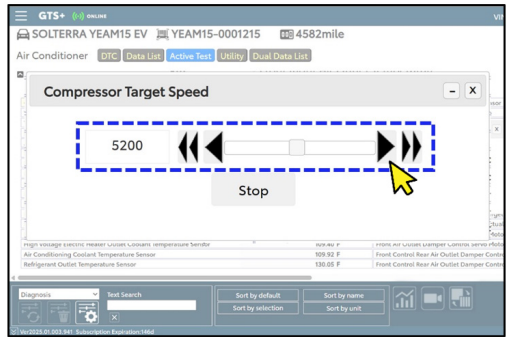 GTS+ ONLINE
VIN
SOLTERRA YEAM15 EV YEAM15-0001215 4582mile
Air Conditioner DTC Data List Active Test Utility Dual Data List
Compressor Target Speed - X
5200
Stop
High Voltage Electric Heater Outlet Coolant Temperature Sensor 109.40 F Front Air Outlet Damper Control Servo Moto
Air Conditioning Coolant Temperature Sensor 109.92 F Front Control Rear Air Outlet Damper Contr
Refrigerant Outlet Temperature Sensor 130.05 F Front Control Rear Air Outlet Damper Contr
Diagnosis Text Search Sort by default Sort by name
Sort by selection Sort by unit
Ver2025.01.003.941 Subscription Expiration:146d